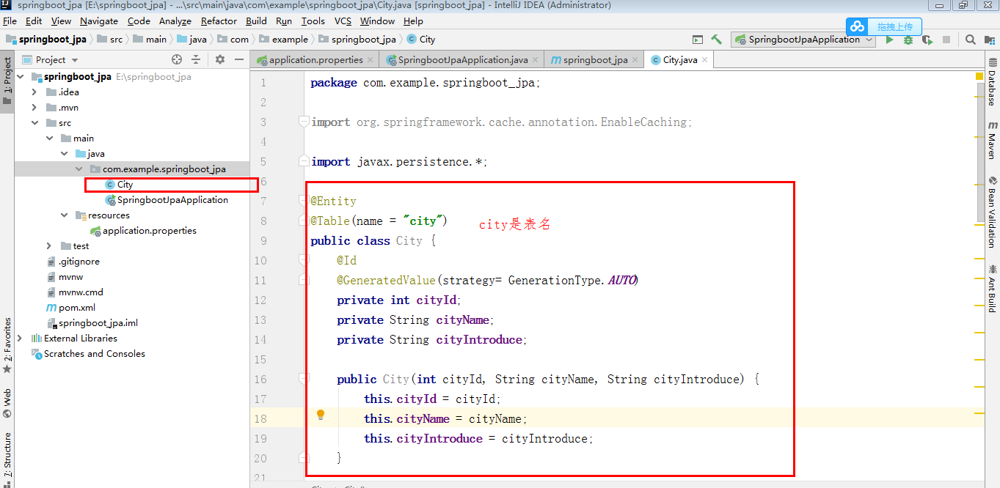 springboot_jpa [E:\springboot_jpa] - ...\src\main\java\com\example\springboot_jpa\City.java [springboot_jpa] - IntelliJ IDEA (Administrator)
File Edit View Navigate Code Analyze Refactor Build Run Tools VCS Window Help
springboot_jpa src main java com example springboot_jpa City SpringbootJpaApplication
拖拽上传
Project
application.properties SpringbootJpaApplication.java springboot_jpa City.java
1: Project
2: Favorites
Web
7: Structure
springboot_jpa E:\springboot_jpa
.idea
.mvn
src
main
java
com.example.springboot_jpa
City
SpringbootJpaApplication
resources
application.properties
test
.gitignore
mvnw
mvnw.cmd
pom.xml
springboot_jpa.iml
External Libraries
Scratches and Consoles
1 package com.example.springboot_jpa;
2
3 import org.springframework.cache.annotation.EnableCaching;
4
5 import javax.persistence.*;
6
7 @Entity
8 @Table(name = "city") city是表名
9 public class City {
10 @Id
11 @GeneratedValue(strategy= GenerationType.AUTO)
12 private int cityId;
13 private String cityName;
14 private String cityIntroduce;
15
16 public City(int cityId, String cityName, String cityIntroduce) {
17 this.cityId = cityId;
18 this.cityName = cityName;
19 this.cityIntroduce = cityIntroduce;
20 }
21
Database
Maven
Bean Validation
Ant Build